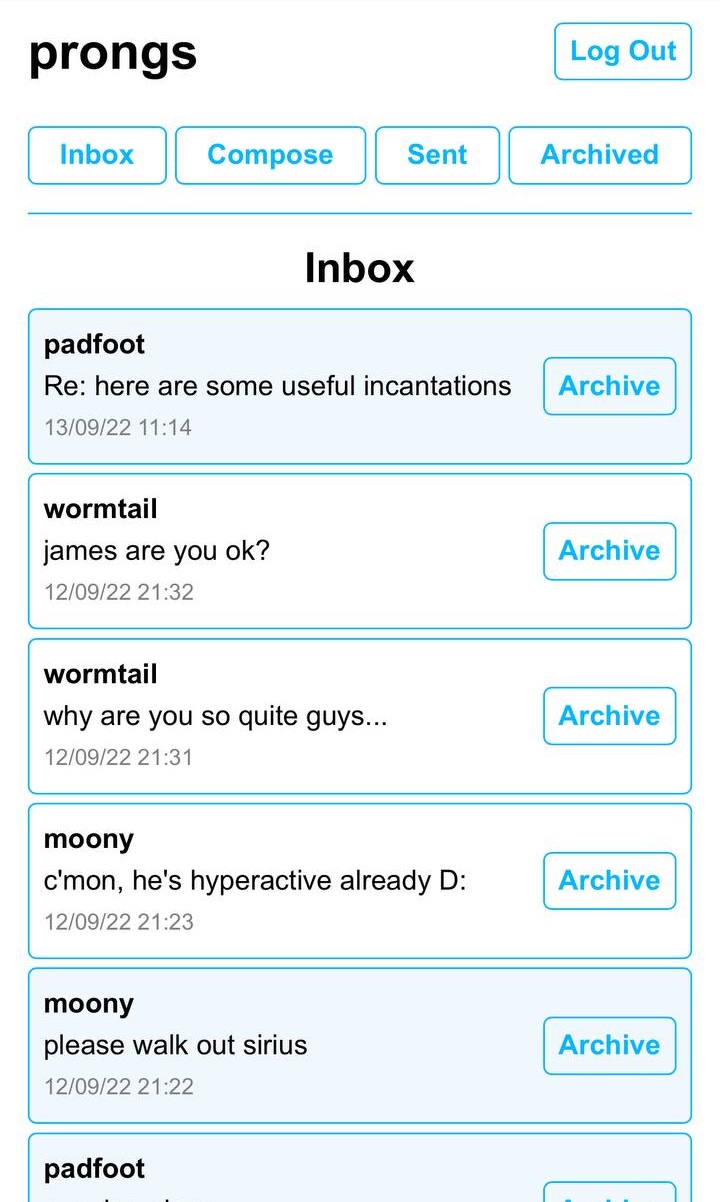 prongs
Log Out
Inbox
Compose
Sent
Archived
Inbox
padfoot
Re: here are some useful incantations
13/09/22 11:14
Archive
wormtail
james are you ok?
12/09/22 21:32
Archive
wormtail
why are you so quite guys...
12/09/22 21:31
Archive
moony
c'mon, he's hyperactive already D:
12/09/22 21:23
Archive
moony
please walk out sirius
12/09/22 21:22
Archive
padfoot